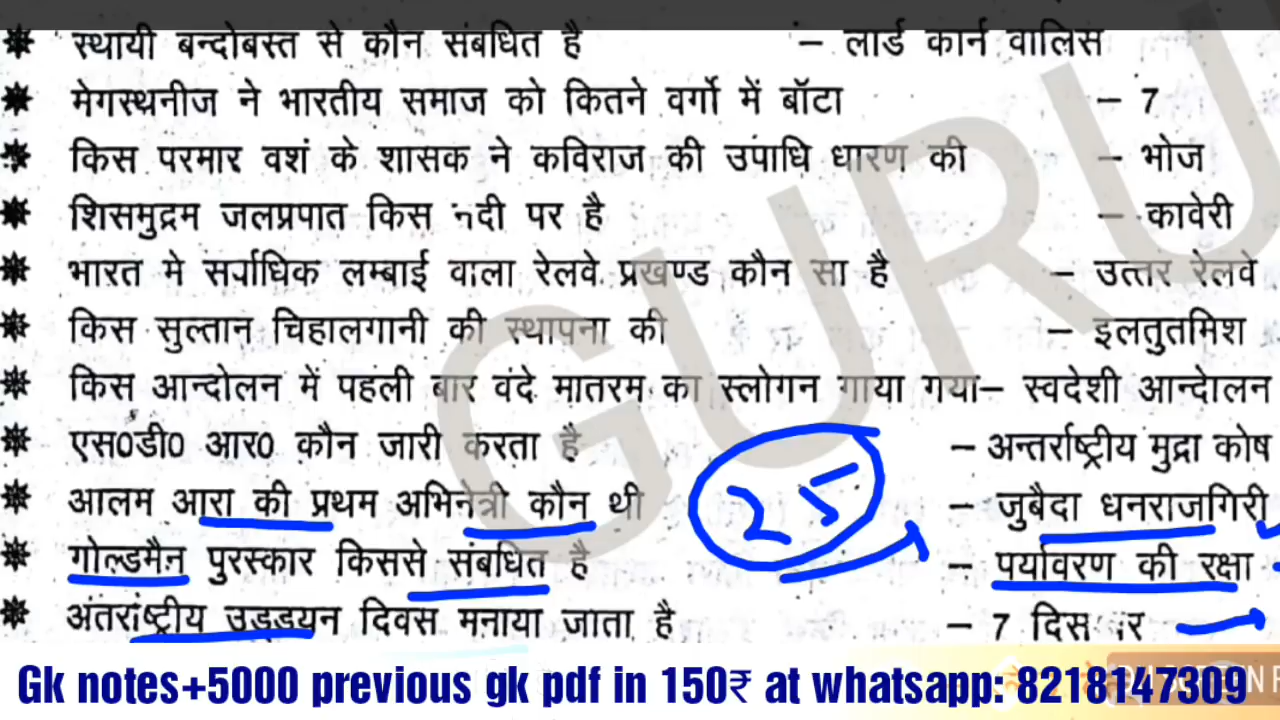 स्थायी बन्दोबस्त से कौन संबधित है – लार्ड कार्न वालिस
मेगस्थनीज ने भारतीय समाज को कितने वर्गो में बॉटा – 7
किस परमार वशं के शासक ने कविराज की उपाधि धारण की – भोज
शिसमुद्रम जलप्रपात किस नदी पर है – कावेरी
भारत मे सर्वाधिक लम्बाई वाला रेलवे प्रखण्ड कौन सा है – उत्तर रेलवे
किस सुल्तान चिहालगानी की स्थापना की – इलतुतमिश
किस आन्दोलन में पहली बार वंदे मातरम का स्लोगन गाया गया– स्वदेशी आन्देालन
एस0डी0 आर0 कौन जारी करता है – अन्तर्राष्ट्रीय मुद्रा कोष
आलम आरा की प्रथम अभिनेत्री कौन थी 25 – जुबैदा धनराजगिरी
गोल्डमैन पुरस्कार किससे संबधित है – पर्यावरण की रक्षा
अंतरांष्ट्रीय उड्डयन दिवस मनाया जाता है – 7
GURU
Gk notes+5000 previous gk pdf in 150₹ at whatsapp: 8218147309